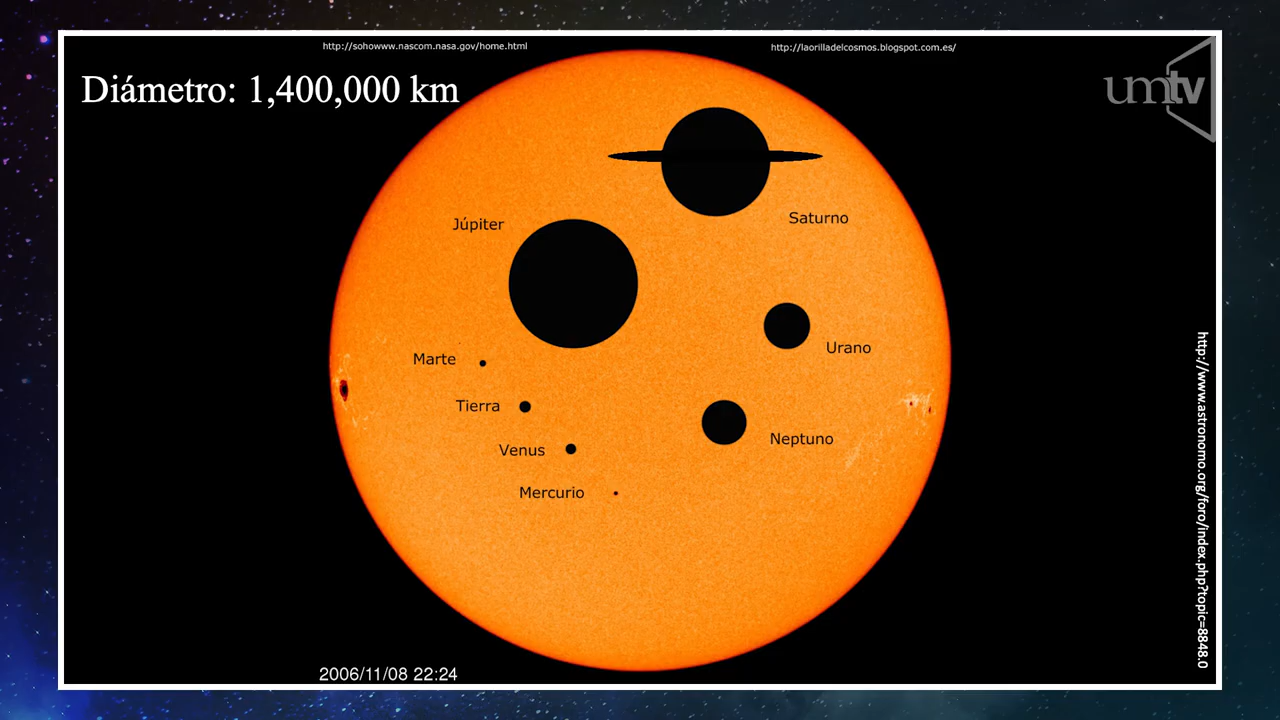 http://sohowww.nascom.nasa.gov/home.html
http://laorilladelcosmos.blogspot.com.es/
Diámetro: 1,400,000 km
umtv
Saturno
Júpiter
Urano
Marte
Tierra
Neptuno
Venus
Mercurio
http://www.astronomo.org/foro/index.php?topic=8848.0
2006/11/08 22:24